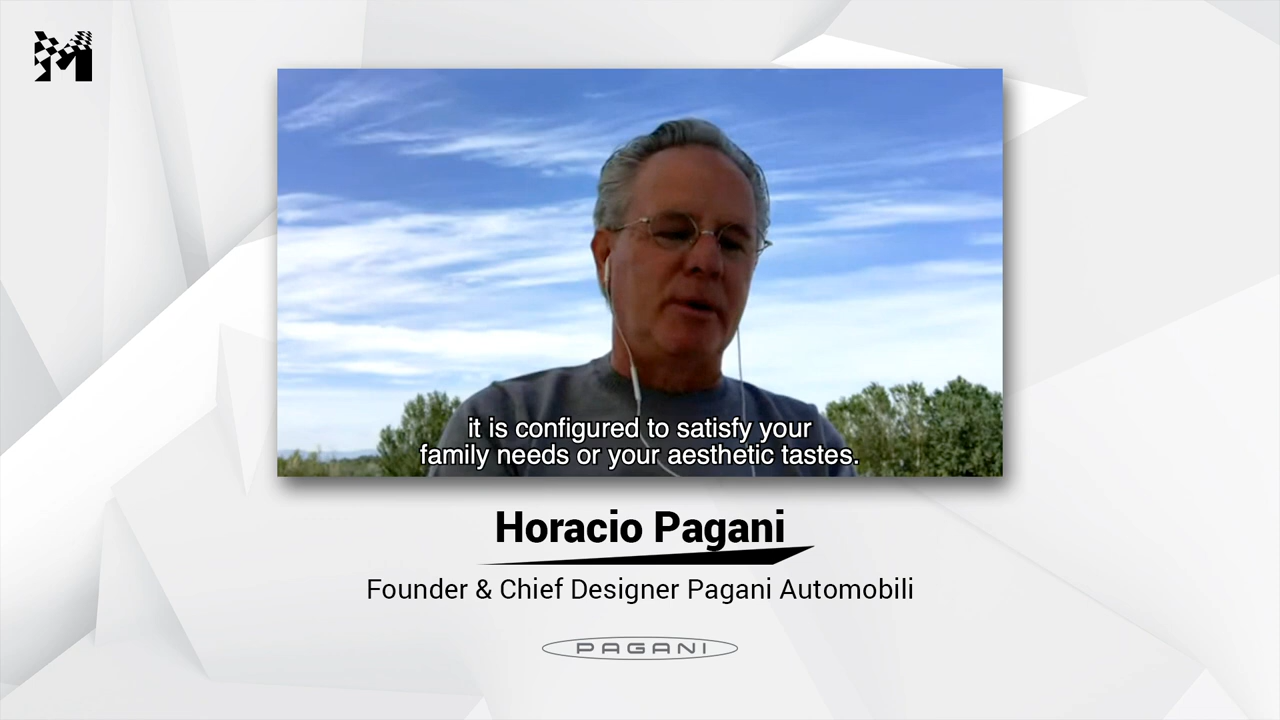 M
it is configured to satisfy your
family needs or your aesthetic tastes.
Horacio Pagani
Founder & Chief Designer Pagani Automobili
PAGANI